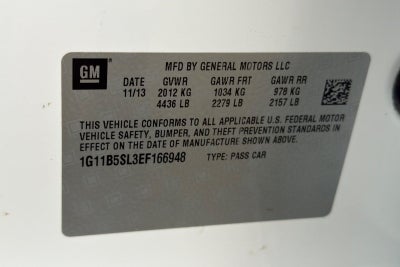 GM
MFD BY GENERAL MOTORS LLC
11/13 GVWR GAWR FRT GAWR RR
2012 KG 1034 KG 978 KG
4436 LB 2279 LB 2157 LB
THIS VEHICLE CONFORMS TO ALL APPLICABLE U.S. FEDERAL MOTOR
VEHICLE SAFETY, BUMPER, AND THEFT PREVENTION STANDARDS IN
EFFECT ON THE DATE OF MANUFACTURE SHOWN ABOVE.
1G11B5SL3EF166948 TYPE: PASS CAR